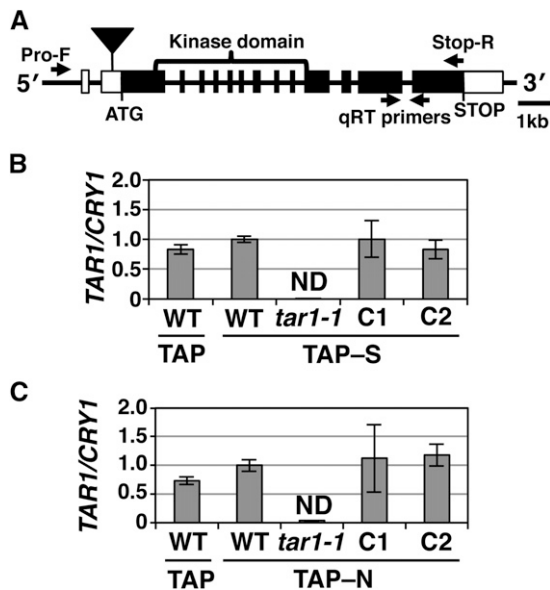 A
Pro-F
Kinase domain
Stop-R
5′
3′
ATG
qRT primers
STOP
1kb
B
TAR1/CRY1
2.0
1.5
1.0
0.5
0
ND
WT
WT
tar1-1
C1
C2
TAP
TAP–S
C
TAR1/CRY1
2.0
1.5
1.0
0.5
0
ND
WT
WT
tar1-1
C1
C2
TAP
TAP–N